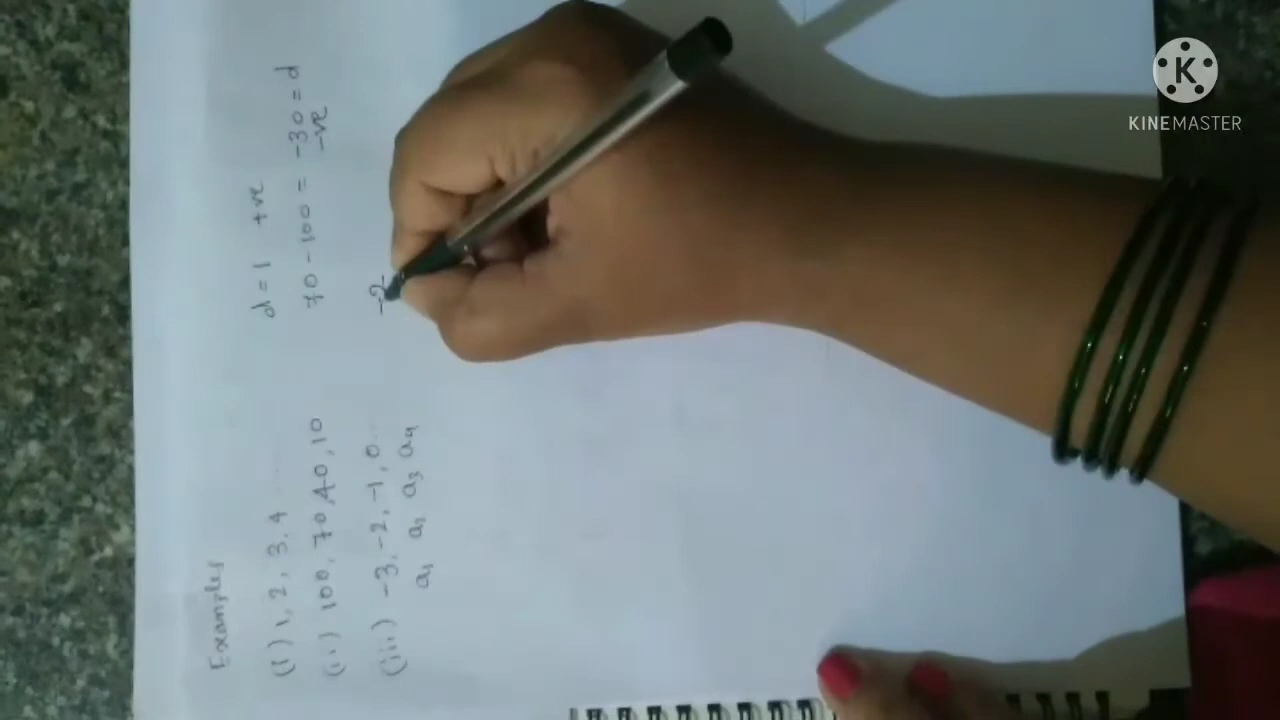 Examples
(i) 1, 2, 3, 4 d = 1 +ve
(ii) 100, 70, 40, 10 70 - 100 = -30 = d
-ve
(iii) -3, -2, -1, 0 -2
a1 a2 a3 a4
KINEMASTER